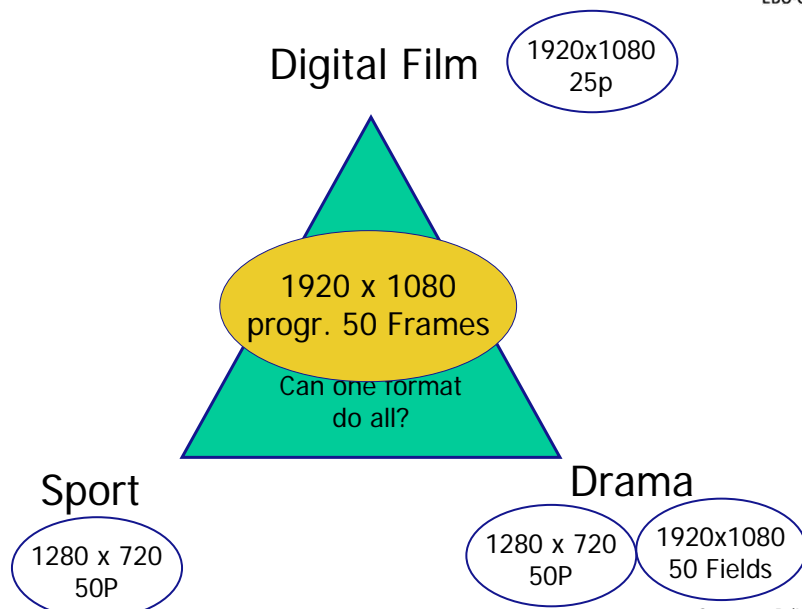 Digital Film
1920x1080
25p
1920 x 1080
progr. 50 Frames
Can one format
do all?
Sport
1280 x 720
50P
Drama
1280 x 720
50P
1920x1080
50 Fields